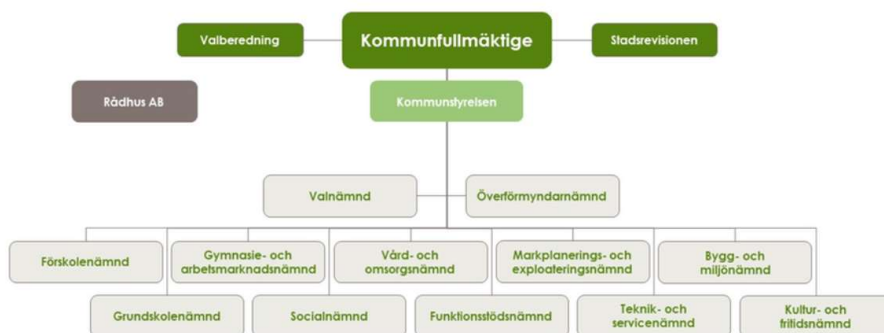 Valberedning
Kommunfullmäktige
Stadsrevisionen
Rådhus AB
Kommunstyrelsen
Valnämnd
Överförmyndarnämnd
Förskolenämnd
Gymnasie- och
arbetsmarknadsnämnd
Vård- och
omsorgsnämnd
Markplanerings- och
exploateringsnämnd
Bygg- och
miljönämnd
Grundskolenämnd
Socialnämnd
Funktionsstödsnämnd
Teknik- och
servicenämnd
Kultur- och
fritidsnämnd